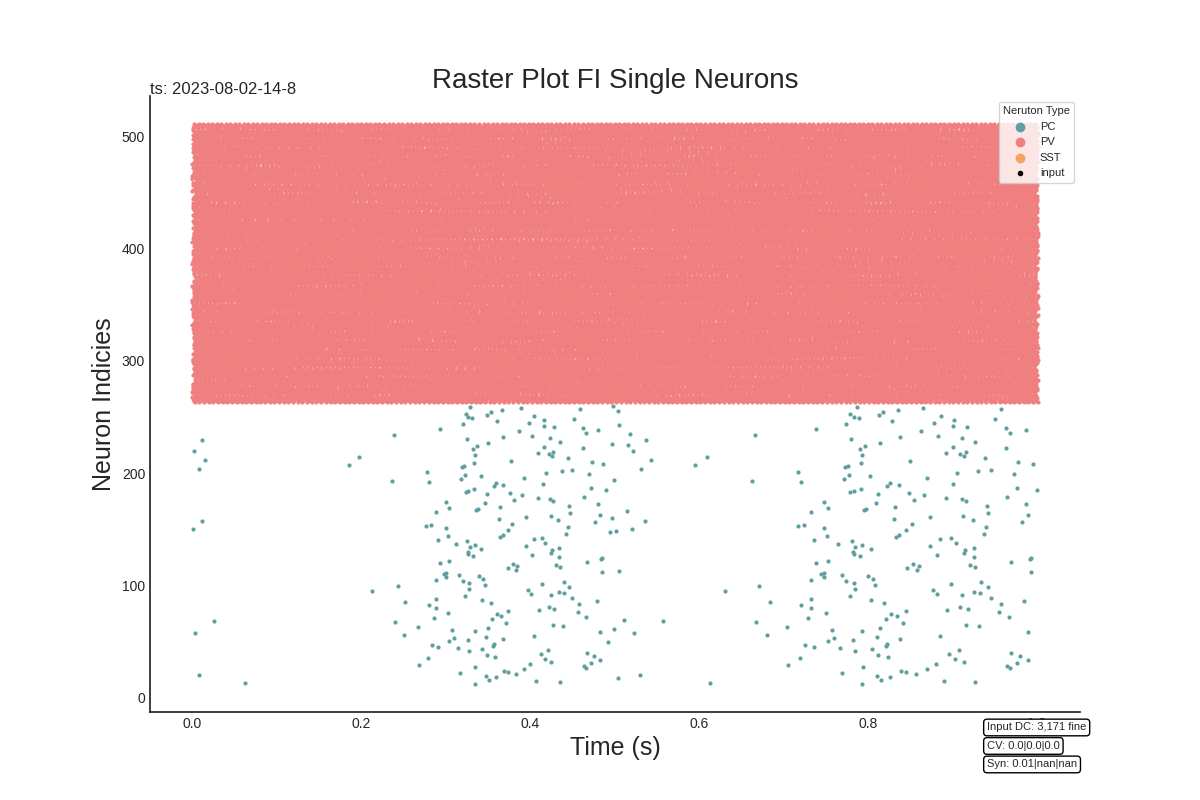 Raster Plot FI Single Neurons
ts: 2023-08-02-14-8
Neruton Type
PC
PV
SST
input
500
400
300
200
100
0
Neuron Indicies
0.0 0.2 0.4 0.6 0.8
Time (s)
Input DC: 3,171 fine
CV: 0.0|0.0|0.0
Syn: 0.01|nan|nan